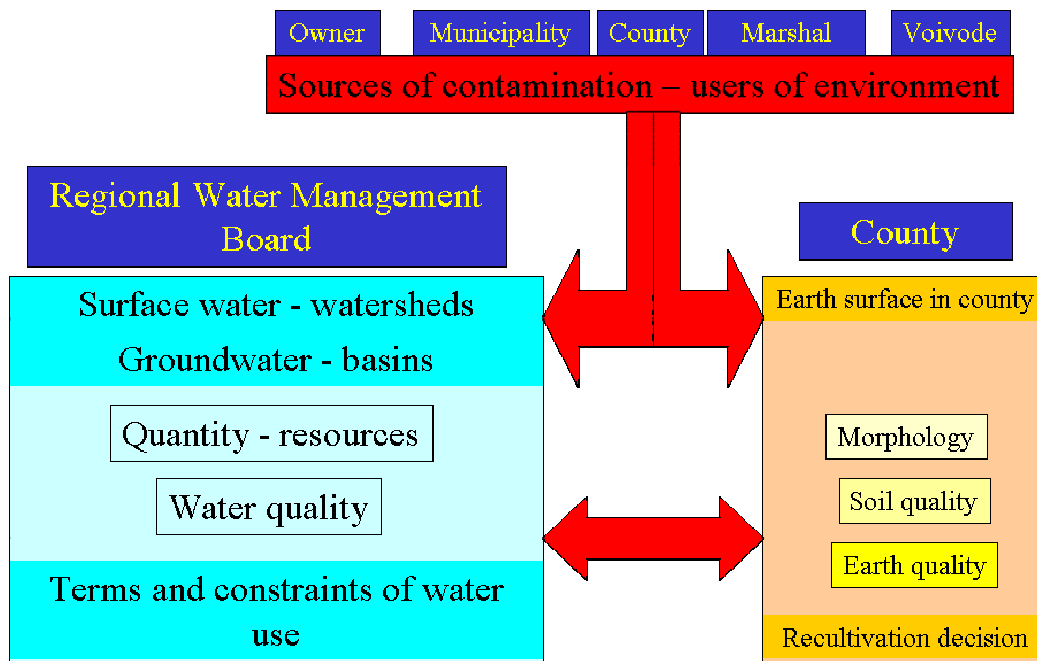 Owner
Municipality
County
Marshal
Voivode
Sources of contamination – users of environment
Regional Water Management
Board
Surface water - watersheds
Groundwater - basins
Quantity - resources
Water quality
Terms and constraints of water
use
County
Earth surface in county
Morphology
Soil quality
Earth quality
Recultivation decision